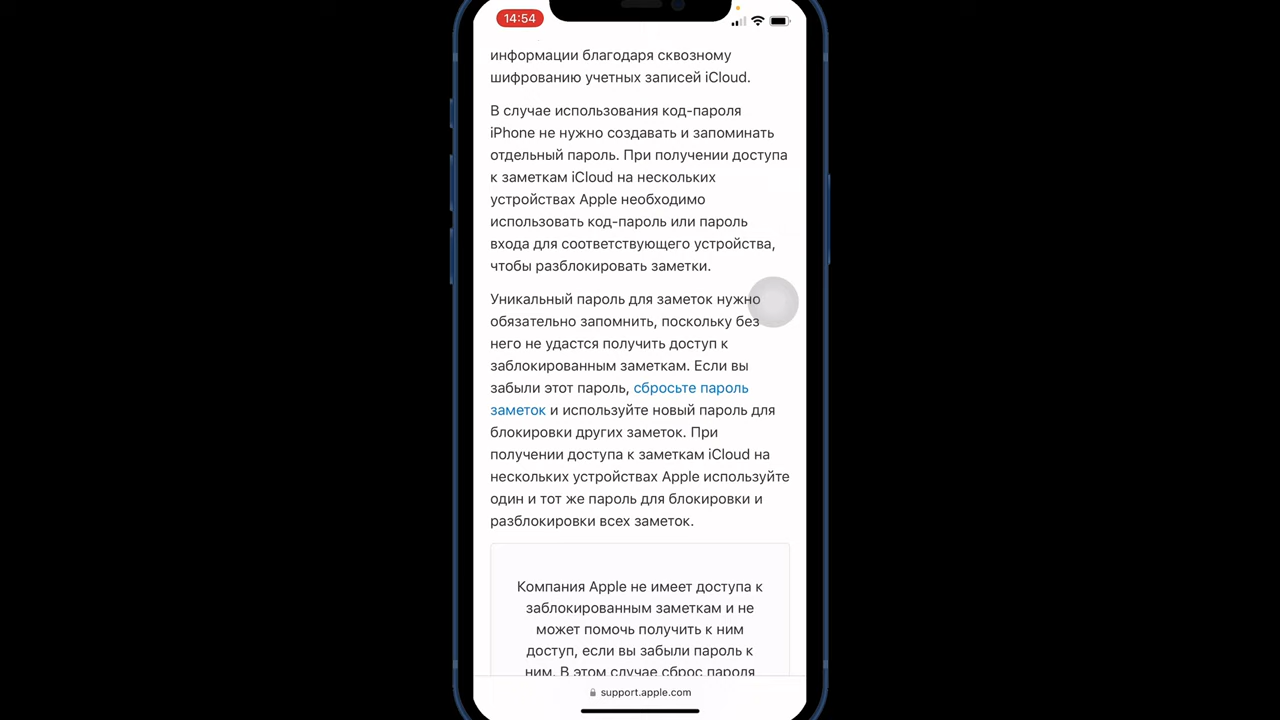 14:54
информации благодаря сквозному
шифрованию учетных записей iCloud.
В случае использования код-пароля
iPhone не нужно создавать и запоминать
отдельный пароль. При получении доступа
к заметкам iCloud на нескольких
устройствах Apple необходимо
использовать код-пароль или пароль
входа для соответствующего устройства,
чтобы разблокировать заметки.
Уникальный пароль для заметок нужно
обязательно запомнить, поскольку без
него не удастся получить доступ к
заблокированным заметкам. Если вы
забыли этот пароль, сбросьте пароль
заметок и используйте новый пароль для
блокировки других заметок. При
получении доступа к заметкам iCloud на
нескольких устройствах Apple используйте
один и тот же пароль для блокировки и
разблокировки всех заметок.
Компания Apple не имеет доступа к
заблокированным заметкам и не
может помочь получить к ним
доступ, если вы забыли пароль к
ним. В этом случае сброс пароля
support.apple.com